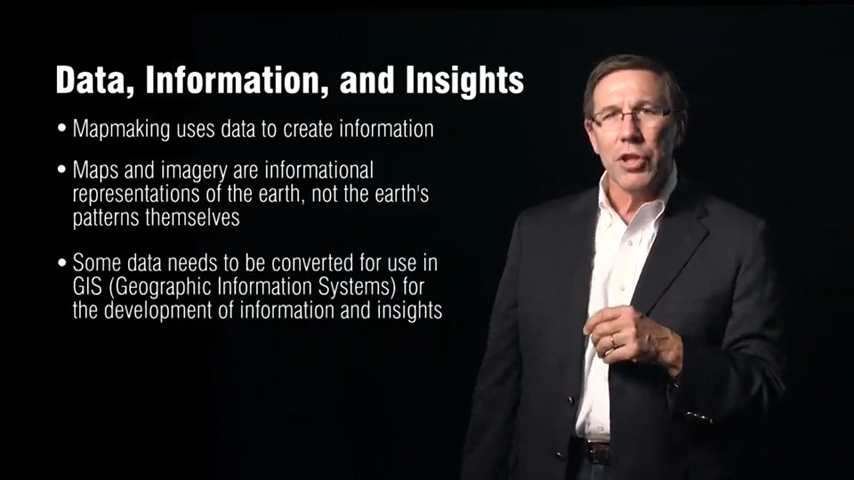 Data, Information, and Insights
• Mapmaking uses data to create information
• Maps and imagery are informational
representations of the earth, not the earth's
patterns themselves
• Some data needs to be converted for use in
GIS (Geographic Information Systems) for
the development of information and insights